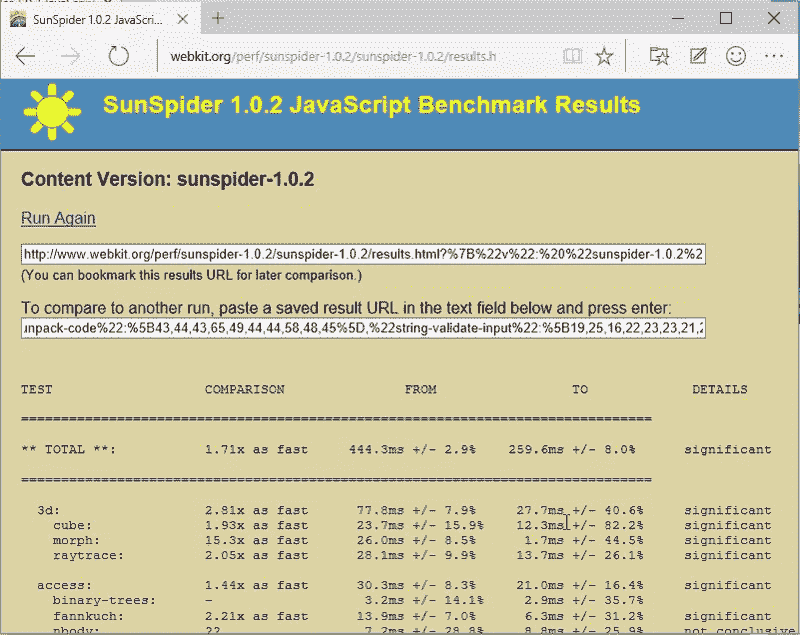 SunSpider 1.0.2 JavaScri...
webkit.org/perf/sunspider-1.0.2/sunspider-1.0.2/results.h
SunSpider 1.0.2 JavaScript Benchmark Results
Content Version: sunspider-1.0.2
Run Again
http://www.webkit.org/perf/sunspider-1.0.2/sunspider-1.0.2/results.html?%7B%22v%22:%20%22sunspider-1.0.2%2
(You can bookmark this results URL for later comparison.)
To compare to another run, paste a saved result URL in the text field below and press enter:
unpack-code%22:%5B43,44,43,65,49,44,44,58,48,45%5D,%22string-validate-input%22:%5B19,25,16,22,23,23,21,2
TEST COMPARISON FROM TO DETAILS
=============================================================================
** TOTAL **: 1.71x as fast 444.3ms +/- 2.9% 259.6ms +/- 8.0% significant
=============================================================================
3d: 2.81x as fast 77.8ms +/- 7.9% 27.7ms +/- 40.6% significant
cube: 1.93x as fast 23.7ms +/- 15.9% 12.3ms +/- 82.2% significant
morph: 15.3x as fast 26.0ms +/- 8.5% 1.7ms +/- 44.5% significant
raytrace: 2.05x as fast 28.1ms +/- 9.9% 13.7ms +/- 26.1% significant
access: 1.44x as fast 30.3ms +/- 8.3% 21.0ms +/- 16.4% significant
binary-trees: - 3.2ms +/- 14.1% 2.9ms +/- 35.7%
fannkuch: 2.21x as fast 13.9ms +/- 7.0% 6.3ms +/- 31.2% significant
nbody: ?? 7.2ms +/- 28.8% 8.8ms +/- 25.9% not conclusive